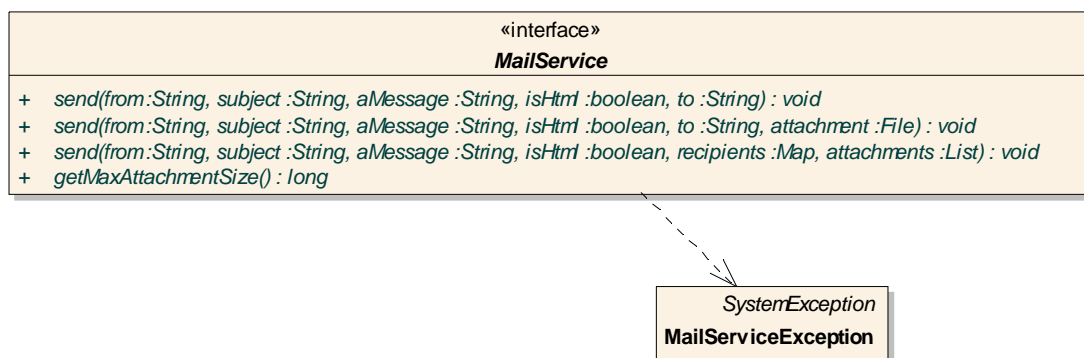 «interface»
MailService
+ send(from :String, subject :String, aMessage :String, isHtml :boolean, to :String) : void
+ send(from :String, subject :String, aMessage :String, isHtml :boolean, to :String, attachment :File) : void
+ send(from :String, subject :String, aMessage :String, isHtml :boolean, recipients :Map, attachments :List) : void
+ getMaxAttachmentSize() : long
SystemException
MailServiceException